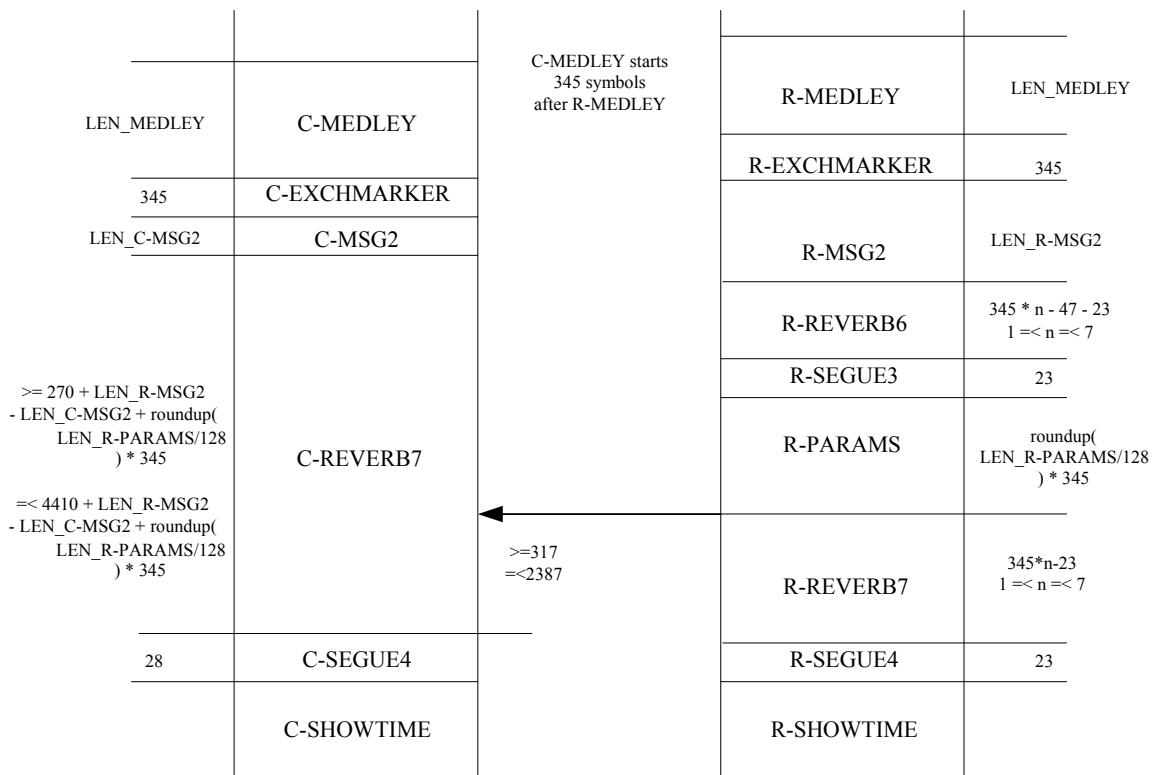 C-MEDLEY starts
345 symbols
after R-MEDLEY
LEN_MEDLEY
C-MEDLEY
R-MEDLEY
LEN_MEDLEY
345
C-EXCHMARKER
R-EXCHMARKER
345
LEN_C-MSG2
C-MSG2
R-MSG2
LEN_R-MSG2
R-REVERB6
345 * n - 47 - 23
1 =< n =< 7
R-SEGUE3
23
>= 270 + LEN_R-MSG2
- LEN_C-MSG2 + roundup(
LEN_R-PARAMS/128
) * 345
=< 4410 + LEN_R-MSG2
- LEN_C-MSG2 + roundup(
LEN_R-PARAMS/128
) * 345
C-REVERB7
R-PARAMS
roundup(
LEN_R-PARAMS/128
) * 345
>=317
=<2387
R-REVERB7
345*n-23
1 =< n =< 7
28
C-SEGUE4
R-SEGUE4
23
C-SHOWTIME
R-SHOWTIME